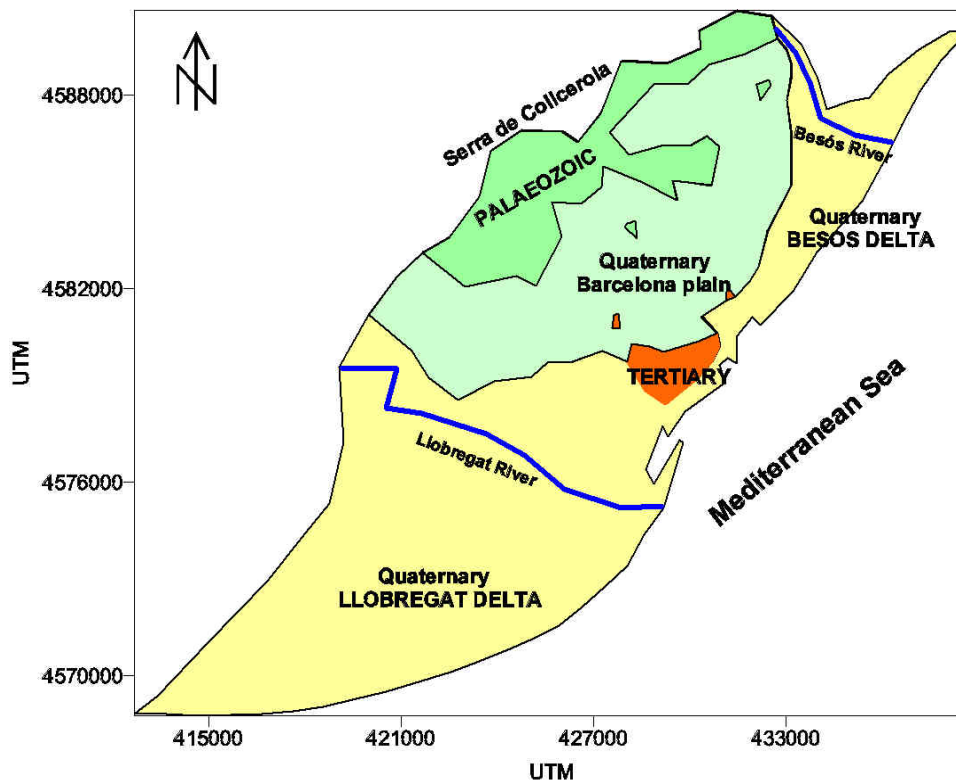 N
4588000
4582000
4576000
4570000
UTM
Serra de Collcerola
PALAEOZOIC
Besós River
Quaternary
BESOS DELTA
Quaternary
Barcelona plain
TERTIARY
Mediterranean Sea
Llobregat River
Quaternary
LLOBREGAT DELTA
415000
421000
427000
433000
UTM